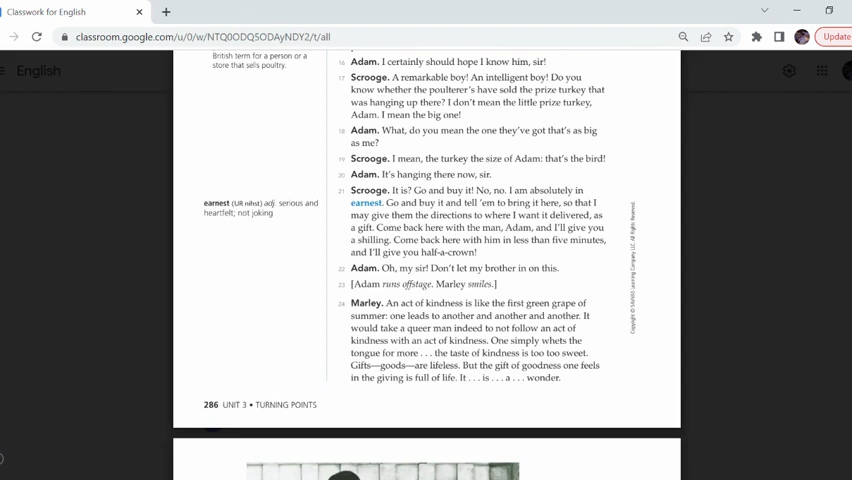 Classwork for English
classroom.google.com/u/0/w/NTQ0ODQ5ODAyNDY2/t/all
Update
English
British term for a person or a
store that sells poultry.
16 Adam. I certainly should hope I know him, sir!
17 Scrooge. A remarkable boy! An intelligent boy! Do you
know whether the poulterer's have sold the prize turkey that
was hanging up there? I don't mean the little prize turkey,
Adam. I mean the big one!
18 Adam. What, do you mean the one they've got that's as big
as me?
19 Scrooge. I mean, the turkey the size of Adam: that's the bird!
20 Adam. It's hanging there now, sir.
21 Scrooge. It is? Go and buy it! No, no. I am absolutely in
earnest. Go and buy it and tell 'em to bring it here, so that I
may give them the directions to where I want it delivered, as
a gift. Come back here with the man, Adam, and I'll give you
a shilling. Come back here with him in less than five minutes,
and I'll give you half-a-crown!
earnest (UR nihst) adj. serious and
heartfelt; not joking
22 Adam. Oh, my sir! Don't let my brother in on this.
23 [Adam runs offstage. Marley smiles.]
24 Marley. An act of kindness is like the first green grape of
summer: one leads to another and another and another. It
would take a queer man indeed to not follow an act of
kindness with an act of kindness. One simply whets the
tongue for more . . . the taste of kindness is too too sweet.
Gifts—goods—are lifeless. But the gift of goodness one feels
in the giving is full of life. It . . . is . . . a . . . wonder.
Copyright © SAVVAS Learning Company LLC. All Rights Reserved.
286 UNIT 3 • TURNING POINTS